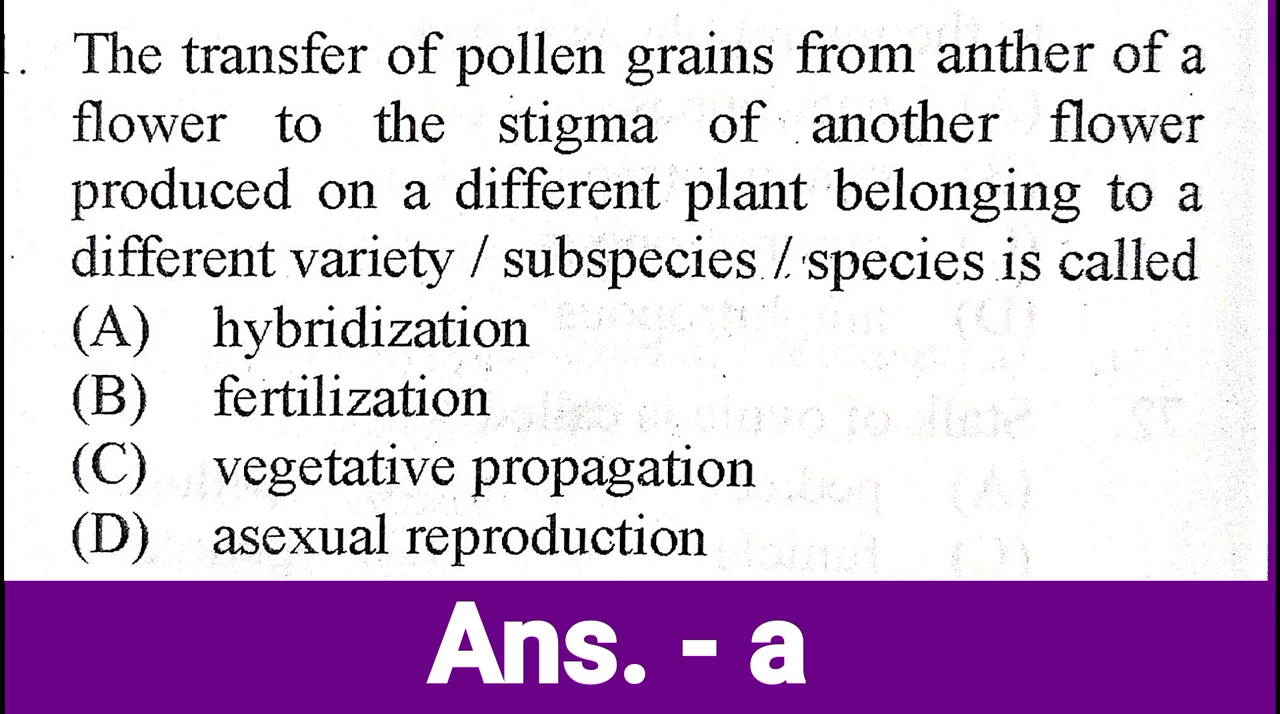 The transfer of pollen grains from anther of a
flower to the stigma of another flower
produced on a different plant belonging to a
different variety / subspecies / species is called
(A) hybridization
(B) fertilization
(C) vegetative propagation
(D) asexual reproduction
Ans. - a